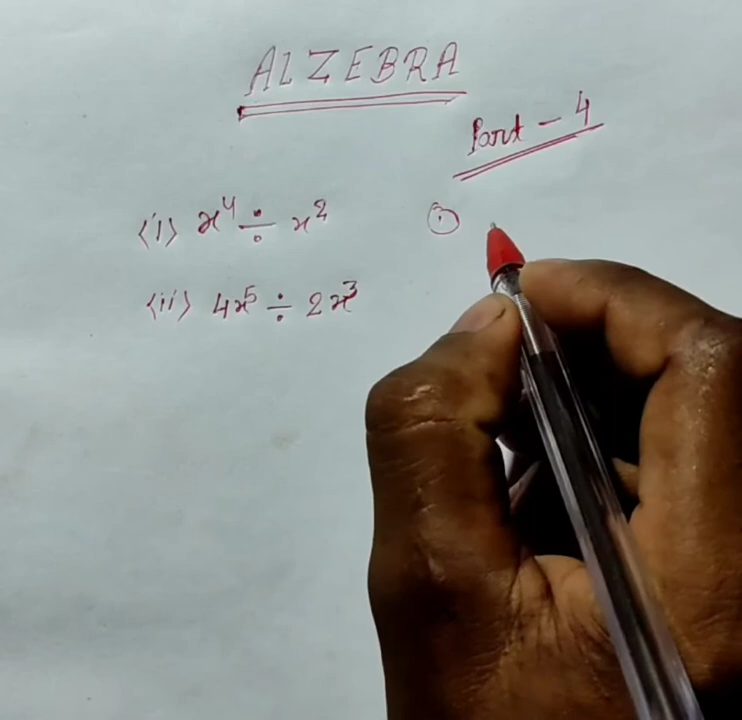 ALZEBRA
Part - 4
(i) x⁴ ÷ x²
(ii) 4x⁵ ÷ 2x³